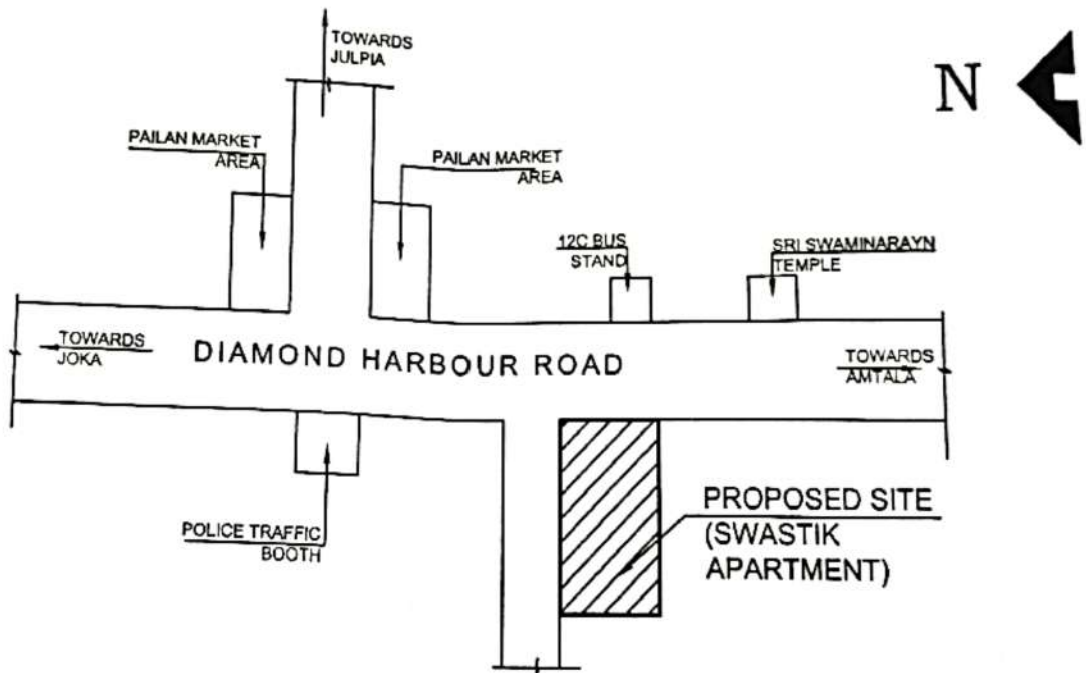 TOWARDS
JULPIA
N
PAILAN MARKET
AREA
PAILAN MARKET
AREA
12C BUS
STAND
SRI SWAMINARAYN
TEMPLE
TOWARDS
JOKA
DIAMOND HARBOUR ROAD
TOWARDS
AMTALA
POLICE TRAFFIC
BOOTH
PROPOSED SITE
(SWASTIK
APARTMENT)